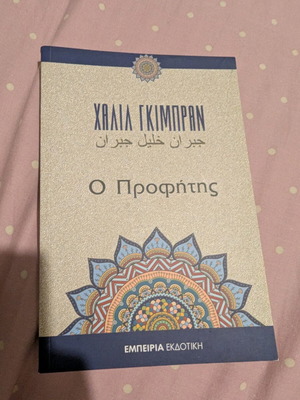 ΧΑΛΙΛ ΓΚΙΜΠΡΑΝ
جبران خليل جبران
Ο Προφήτης
ΕΜΠΕΙΡΙΑ ΕΚΔΟΤΙΚΗ